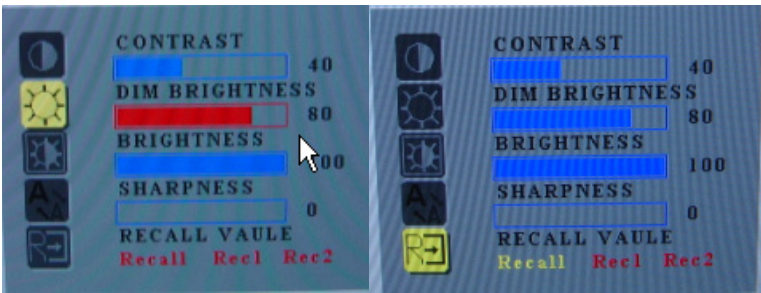 CONTRAST
40
DIM BRIGHTNESS
80
BRIGHTNESS
00
SHARPNESS
0
RECALL VAULE
Recall Rec1 Rec2
CONTRAST
40
DIM BRIGHTNESS
80
BRIGHTNESS
100
SHARPNESS
0
RECALL VAULE
Recall Rec1 Rec2